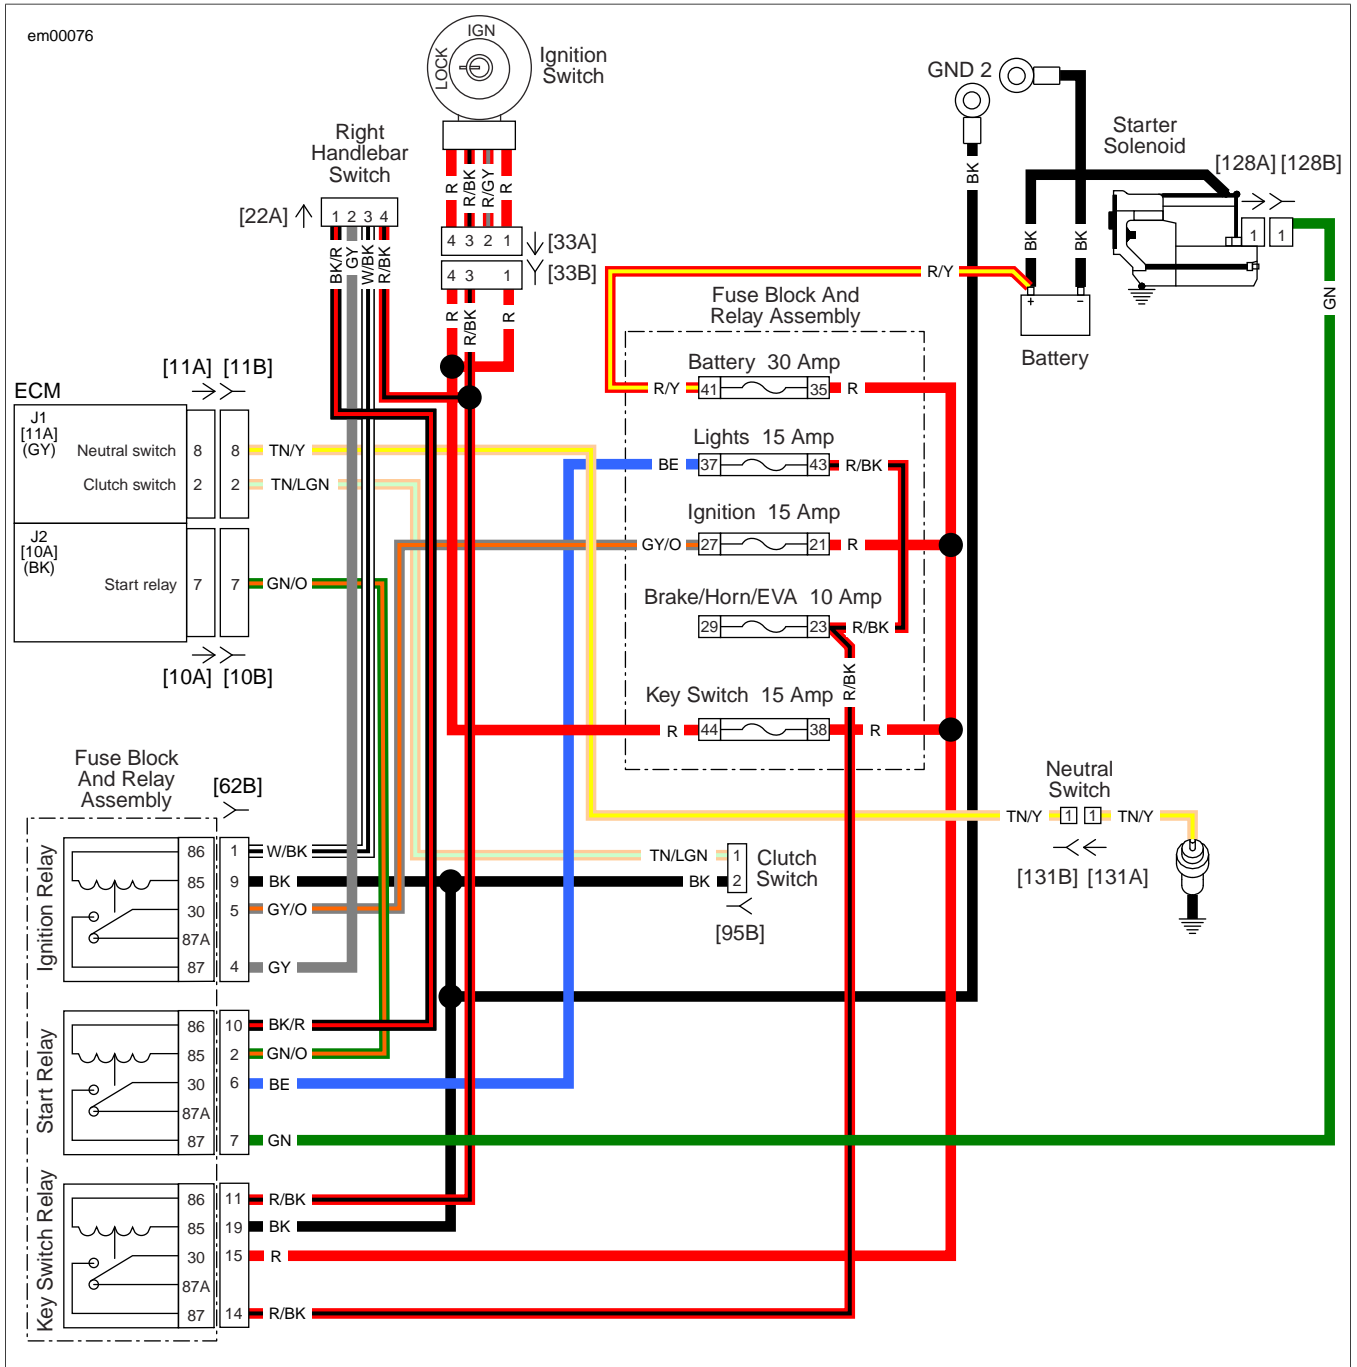 em00076
IGN
LOCK
Ignition
Switch
Right
Handlebar
Switch
[22A]
1 2 3 4
BK/R
GY
W/BK
R/BK
R
R/BK
R/GY
R
4 3 2 1
[33A]
4 3 1
[33B]
R
R/BK
R
GND 2
BK
BK
BK
Starter
Solenoid
[128A] [128B]
1 1
GN
+ -
Battery
R/Y
Fuse Block And
Relay Assembly
Battery 30 Amp
R/Y 41 35 R
Lights 15 Amp
BE 37 43 R/BK
Ignition 15 Amp
GY/O 27 21 R
Brake/Horn/EVA 10 Amp
29 23 R/BK
R/BK
Key Switch 15 Amp
R 44 38 R
[11A] [11B]
ECM
J1
[11A]
(GY)
Neutral switch 8 8 TN/Y
Clutch switch 2 2 TN/LGN
J2
[10A]
(BK)
Start relay 7 7 GN/O
[10A] [10B]
Fuse Block
And Relay
Assembly
[62B]
Ignition Relay
86 1 W/BK
85 9 BK
30 5 GY/O
87A
87 4 GY
TN/LGN 1
BK 2
Clutch
Switch
[95B]
Neutral
Switch
TN/Y 1 1 TN/Y
[131B] [131A]
Start Relay
86 10 BK/R
85 2 GN/O
30 6 BE
87A
87 7 GN
Key Switch Relay
86 11 R/BK
85 19 BK
30 15 R
87A
87 14 R/BK